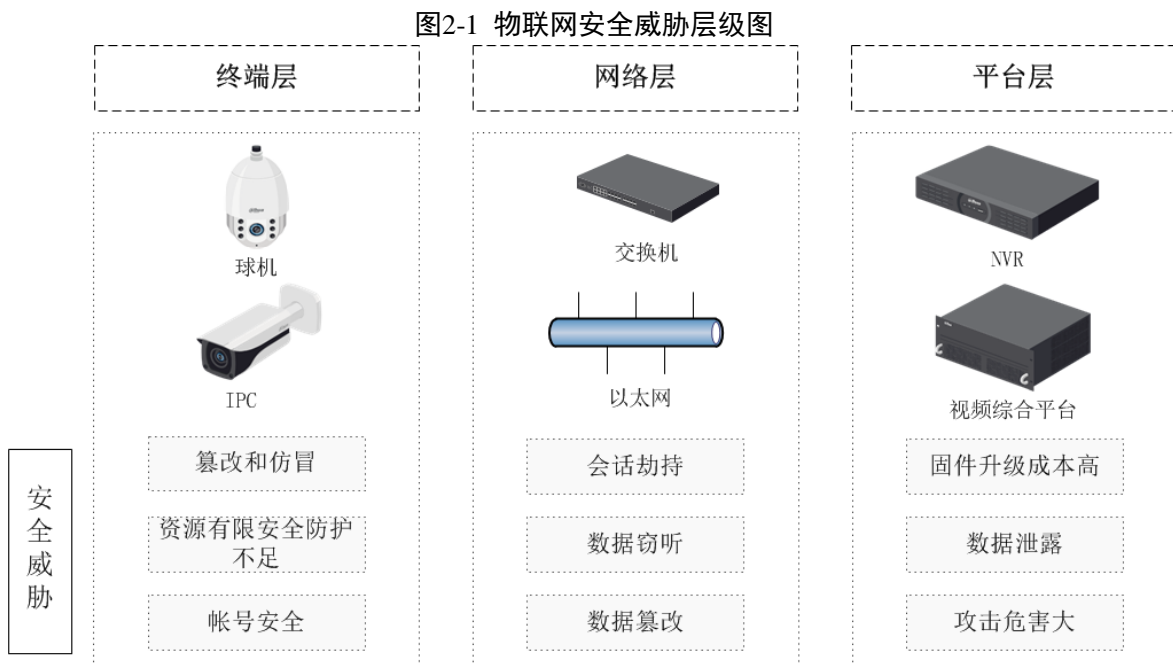 图2-1 物联网安全威胁层级图
终端层
网络层
平台层
球机
交换机
NVR
IPC
以太网
视频综合平台
安全威胁
篡改和仿冒
会话劫持
固件升级成本高
资源有限安全防护
不足
数据窃听
数据泄露
帐号安全
数据篡改
攻击危害大